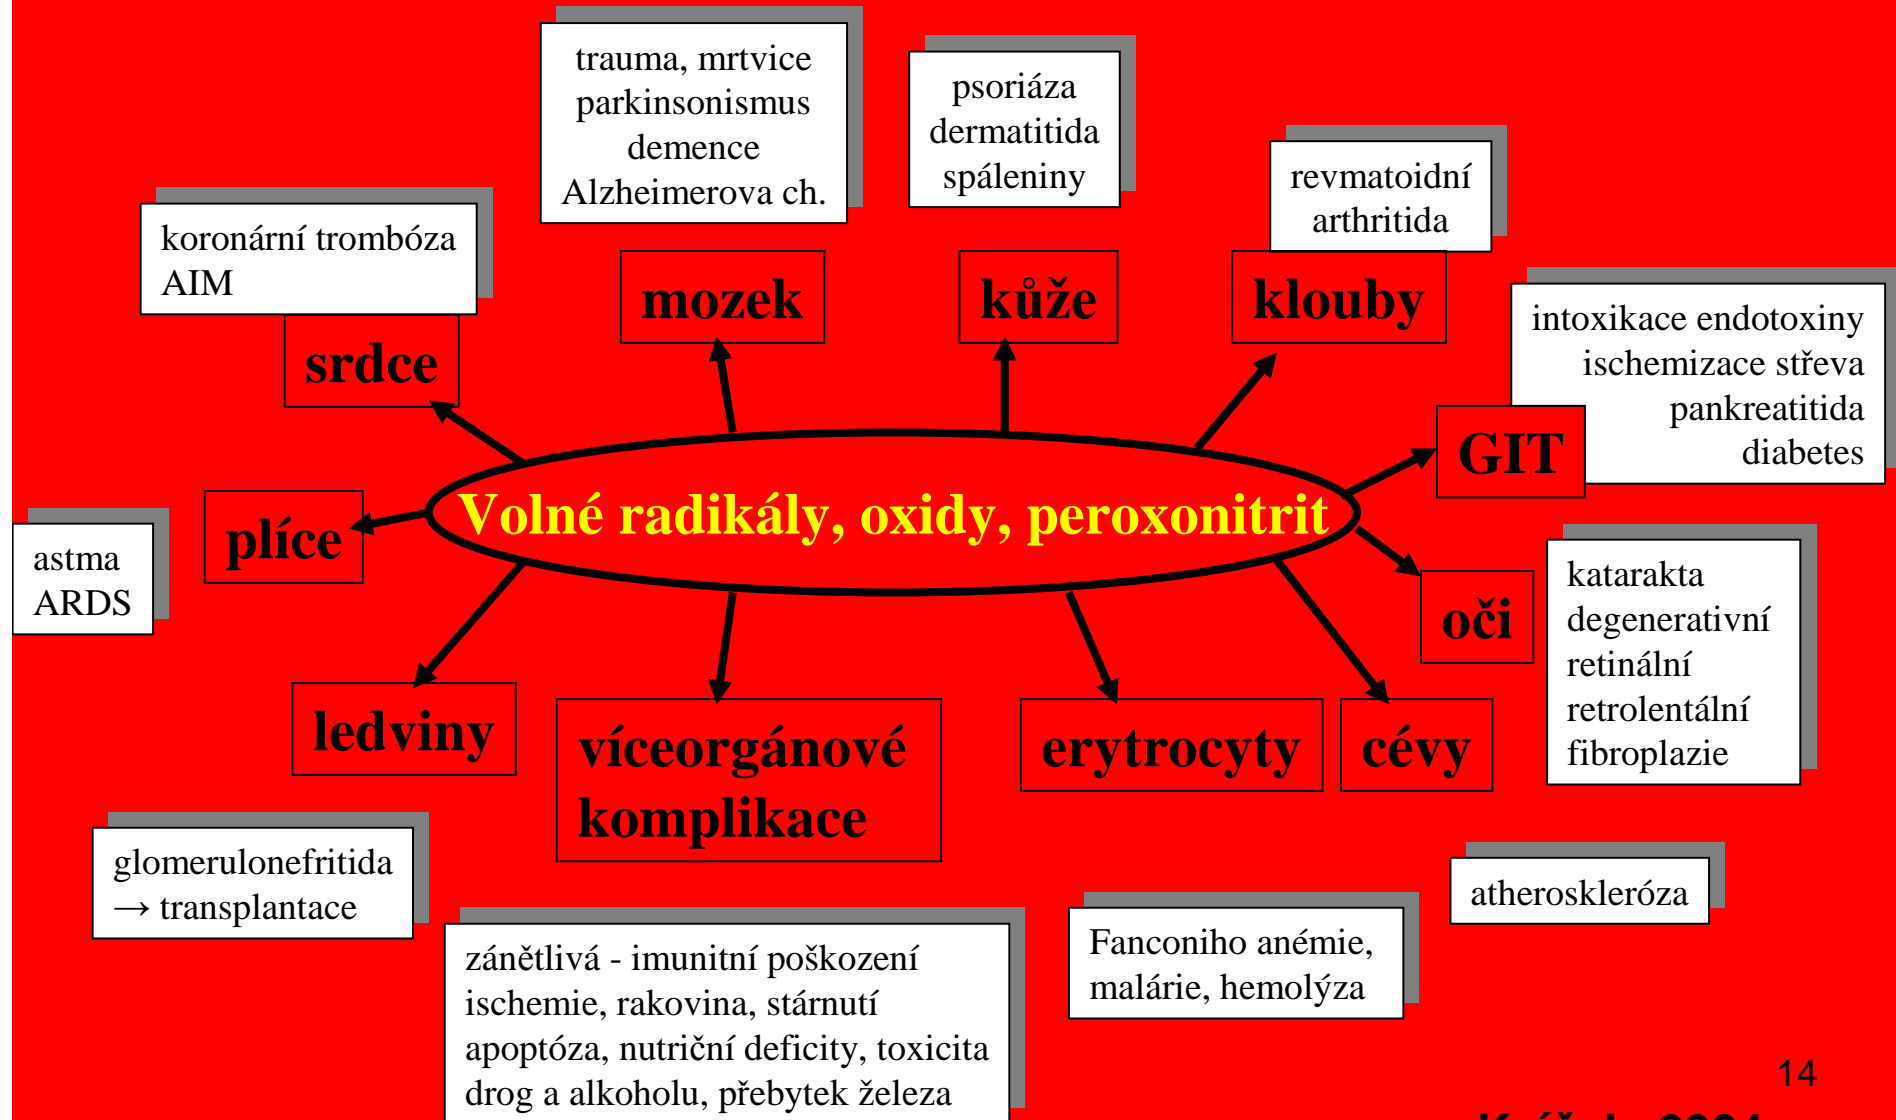 trauma, mrtvice
parkinsonismus
demence
Alzheimerova ch.
psoriáza
dermatitida
spáleniny
revmatoidní
arthritida
koronární trombóza
AIM
mozek
kůže
klouby
intoxikace endotoxiny
ischemizace střeva
pankreatitida
diabetes
srdce
GIT
Volné radikály, oxidy, peroxonitrit
plíce
astma
ARDS
oči
katarakta
degenerativní
retinální
retrolentální
fibroplazie
ledviny
víceorgánové
komplikace
erytrocyty
cévy
glomerulonefritida
→ transplantace
atheroskleróza
zánětlivá - imunitní poškození
ischemie, rakovina, stárnutí
apoptóza, nutriční deficity, toxicita
drog a alkoholu, přebytek železa
Fanconiho anémie,
malárie, hemolýza
14